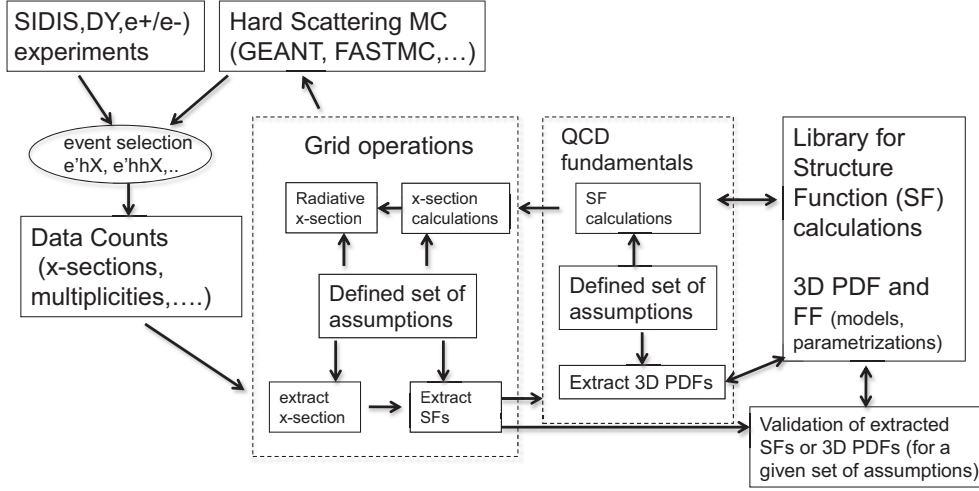 SIDIS,DY,e+/e-)
experiments
Hard Scattering MC
(GEANT, FASTMC,…)
event selection
e'hX, e'hhX,..
Data Counts
(x-sections,
multiplicities,….)
Grid operations
Radiative
x-section
x-section
calculations
Defined set of
assumptions
extract
x-section
Extract
SFs
QCD
fundamentals
SF
calculations
Defined set of
assumptions
Extract 3D PDFs
Library for
Structure
Function (SF)
calculations
3D PDF and
FF (models,
parametrizations)
Validation of extracted
SFs or 3D PDFs (for a
given set of assumptions)